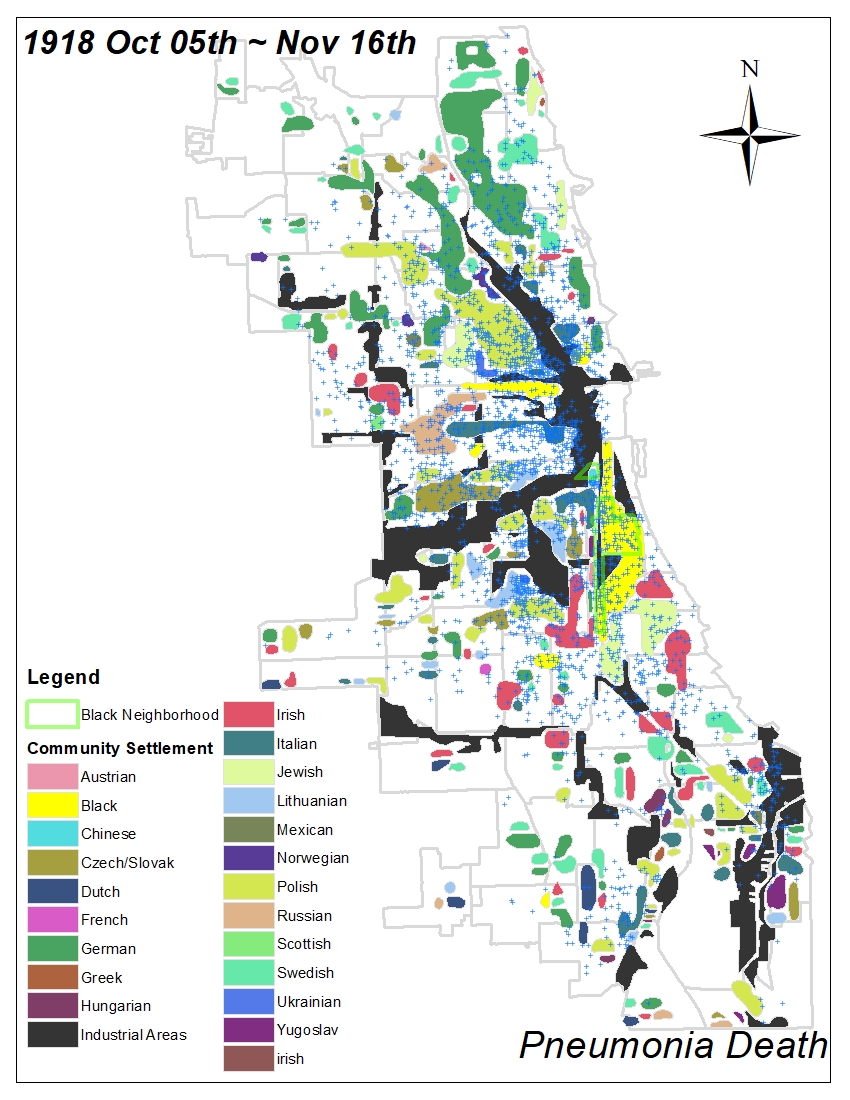 1918 Oct 05th ~ Nov 16th
N
Legend
Black Neighborhood
Community Settlement
Austrian
Black
Chinese
Czech/Slovak
Dutch
French
German
Greek
Hungarian
Industrial Areas
Irish
Italian
Jewish
Lithuanian
Mexican
Norwegian
Polish
Russian
Scottish
Swedish
Ukrainian
Yugoslav
irish
Pneumonia Death